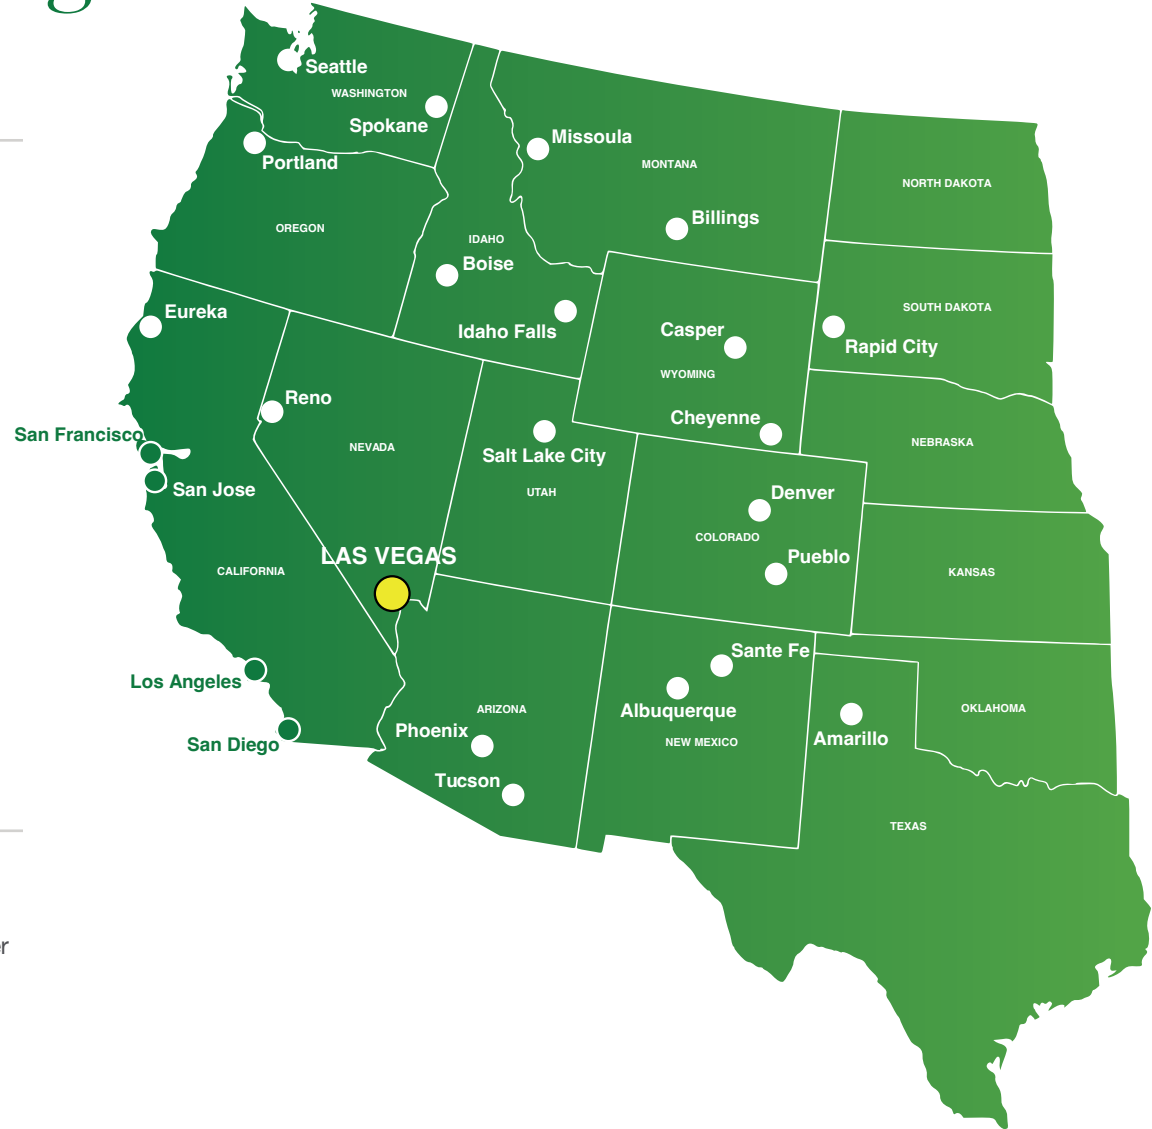 g
Seattle
WASHINGTON
Spokane
Missoula
Portland
MONTANA
NORTH DAKOTA
Billings
OREGON
IDAHO
Boise
SOUTH DAKOTA
Eureka
Idaho Falls
Casper
Rapid City
WYOMING
Reno
Cheyenne
San Francisco
NEVADA
NEBRASKA
Salt Lake City
San Jose
UTAH
Denver
COLORADO
LAS VEGAS
Pueblo
CALIFORNIA
KANSAS
Sante Fe
Los Angeles
ARIZONA
Albuquerque
OKLAHOMA
Phoenix
NEW MEXICO
Amarillo
San Diego
Tucson
TEXAS
er